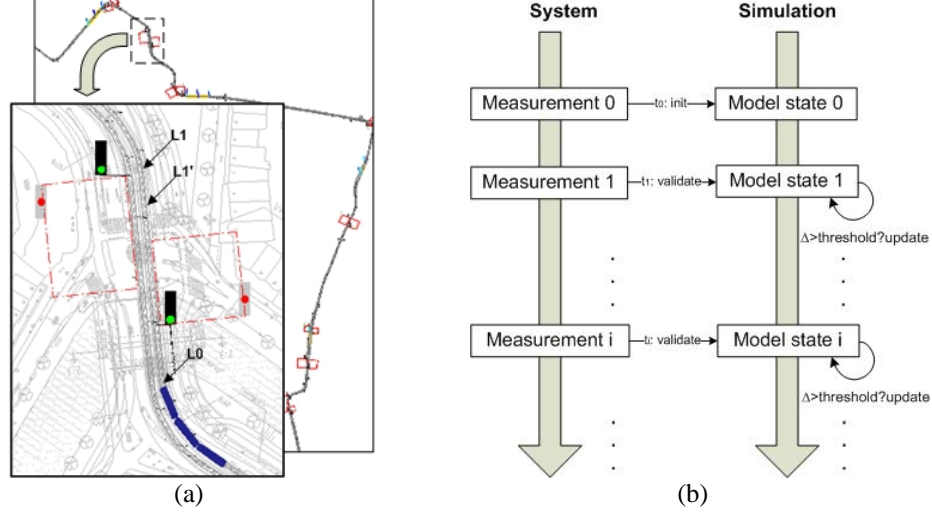 L1
L1'
L0
(a)
System
Simulation
Measurement 0
t0: init
Model state 0
Measurement 1
t1: validate
Model state 1
Δ>threshold?update
Measurement i
ti: validate
Model state i
Δ>threshold?update
(b)